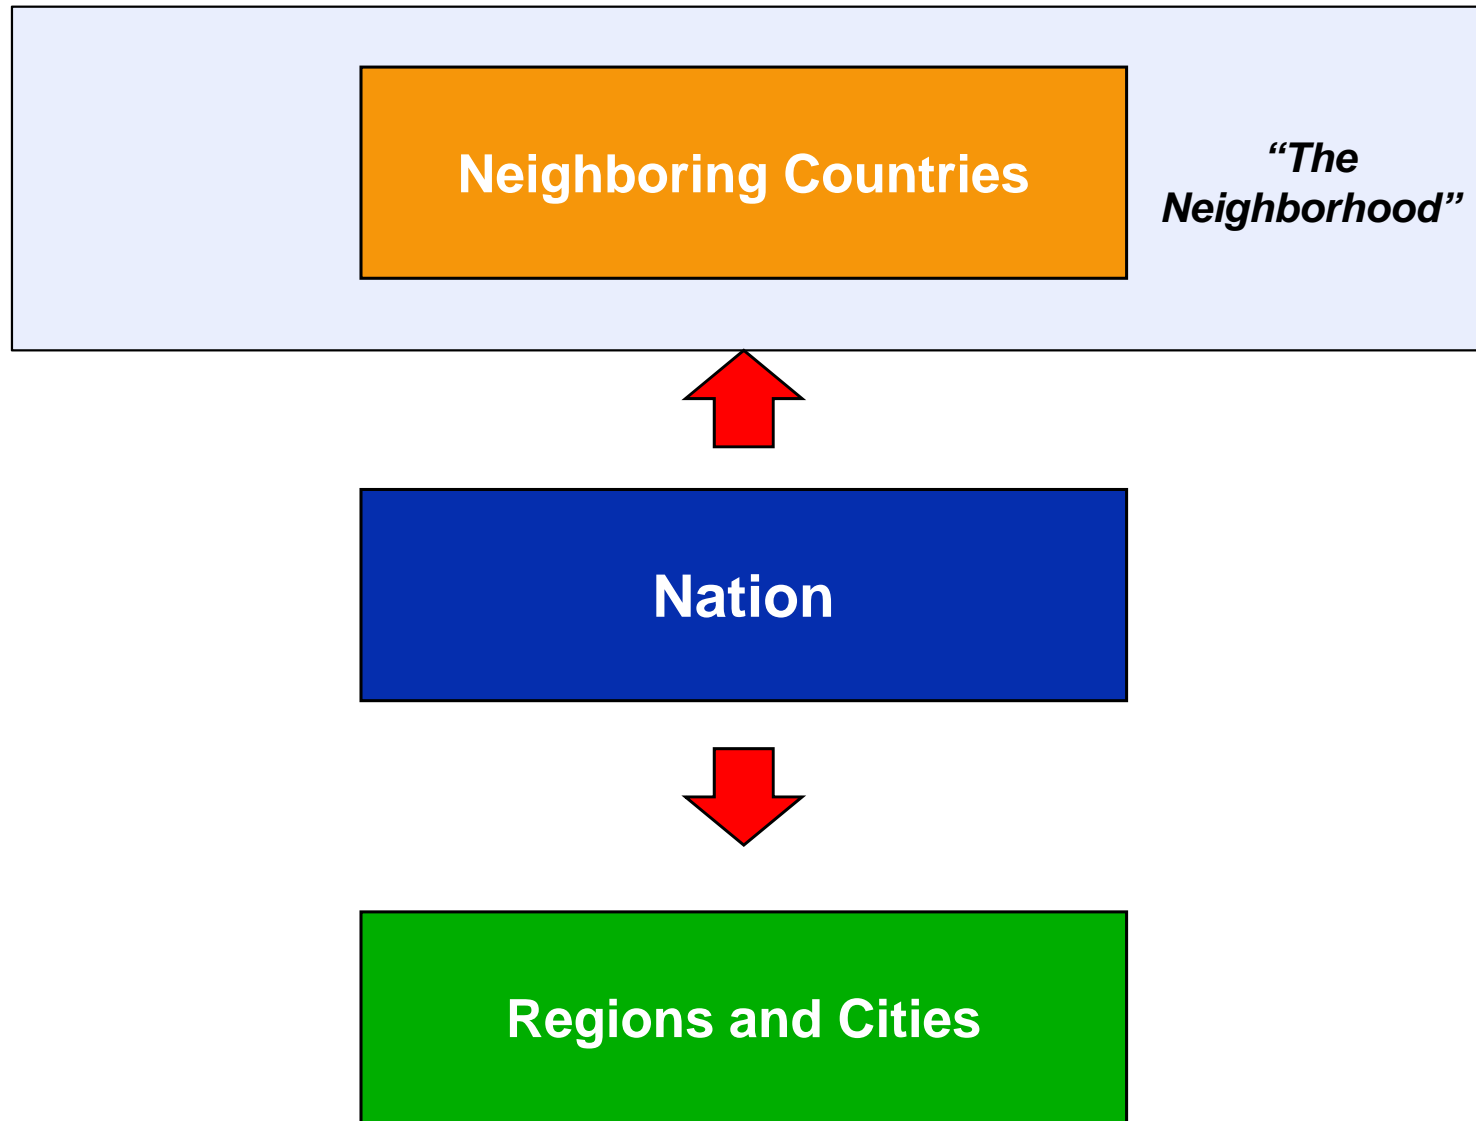 Neighboring Countries
“The
Neighborhood”
Nation
Regions and Cities